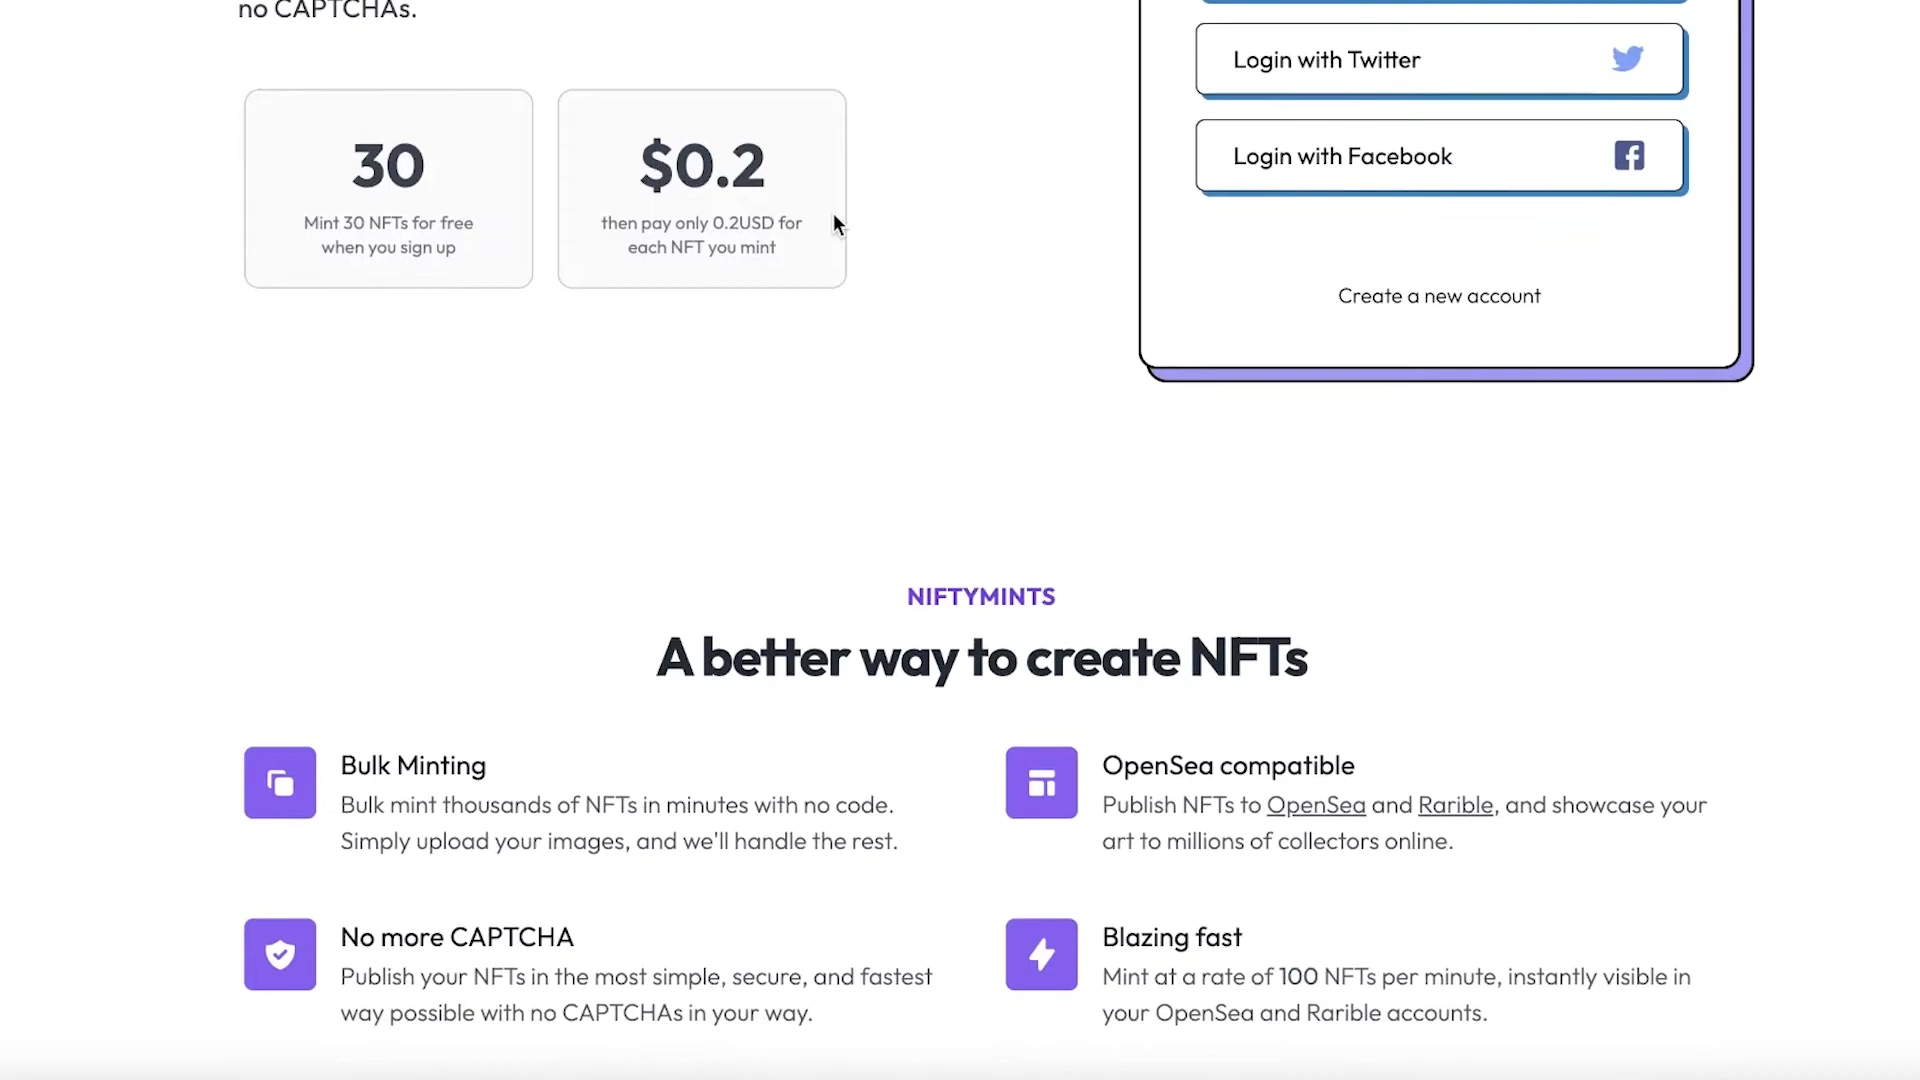 no CAPTCHAs.
30
Mint 30 NFTs for free
when you sign up
$0.2
then pay only 0.2USD for
each NFT you mint
Login with Twitter
Login with Facebook
Create a new account
NIFTYMINTS
A better way to create NFTs
Bulk Minting
Bulk mint thousands of NFTs in minutes with no code.
Simply upload your images, and we'll handle the rest.
OpenSea compatible
Publish NFTs to OpenSea and Rarible, and showcase your
art to millions of collectors online.
No more CAPTCHA
Publish your NFTs in the most simple, secure, and fastest
way possible with no CAPTCHAs in your way.
Blazing fast
Mint at a rate of 100 NFTs per minute, instantly visible in
your OpenSea and Rarible accounts.